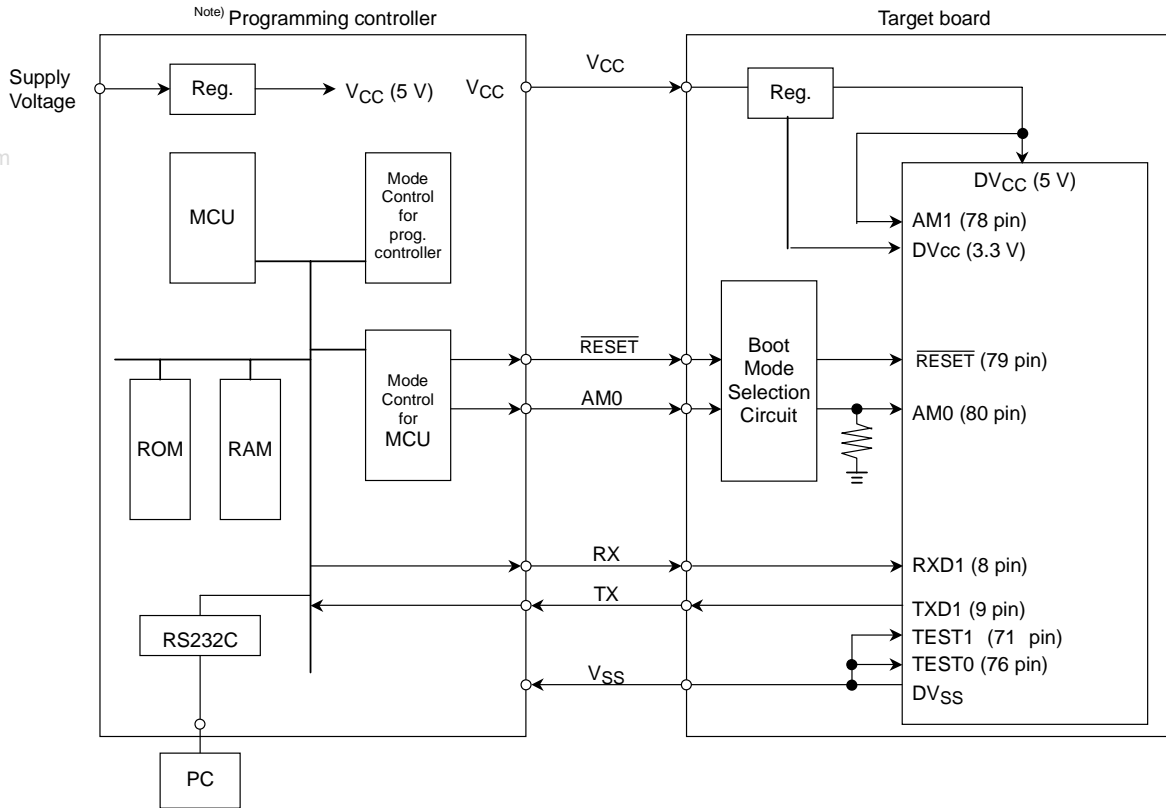 Note) Programming controller
Target board
Supply
Voltage
Reg.
VCC (5 V)
VCC
VCC
Reg.
m
MCU
Mode
Control
for
prog.
controller
DVCC (5 V)
AM1 (78 pin)
DVcc (3.3 V)
ROM
RAM
Mode
Control
for
MCU
RESET
AM0
Boot
Mode
Selection
Circuit
RESET (79 pin)
AM0 (80 pin)
RX
TX
RXD1 (8 pin)
TXD1 (9 pin)
TEST1 (71 pin)
TEST0 (76 pin)
DVSS
VSS
RS232C
PC